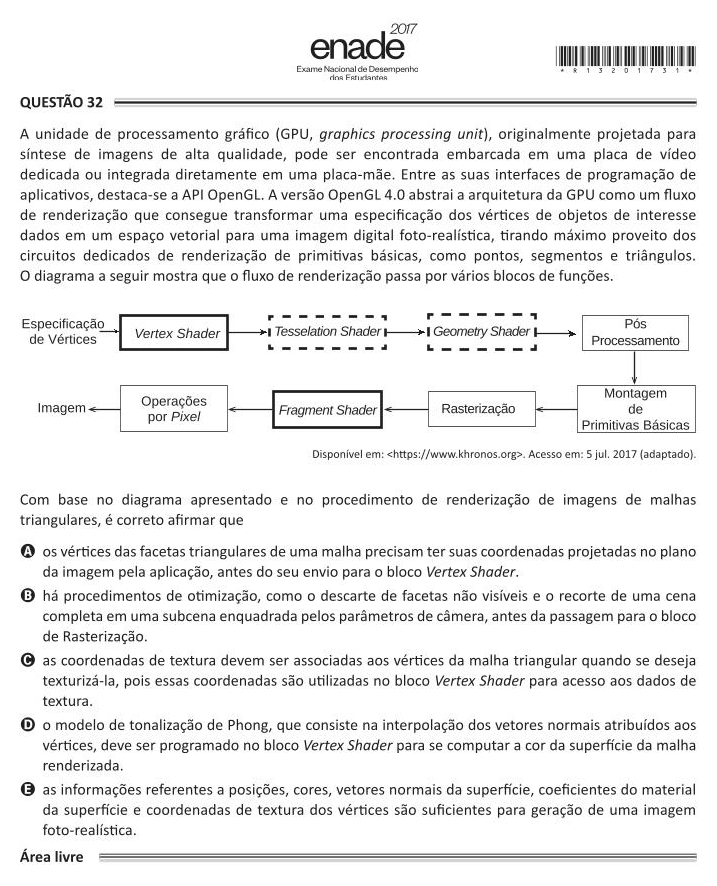 2017
enade
Exame Nacional de Desempenho
dos Estudantes
* R 1 3 2 0 1 7 3 1 *
QUESTÃO 32
A unidade de processamento gráfico (GPU, graphics processing unit), originalmente projetada para
síntese de imagens de alta qualidade, pode ser encontrada embarcada em uma placa de vídeo
dedicada ou integrada diretamente em uma placa-mãe. Entre as suas interfaces de programação de
aplicativos, destaca-se a API OpenGL. A versão OpenGL 4.0 abstrai a arquitetura da GPU como um fluxo
de renderização que consegue transformar uma especificação dos vértices de objetos de interesse
dados em um espaço vetorial para uma imagem digital foto-realística, tirando máximo proveito dos
circuitos dedicados de renderização de primitivas básicas, como pontos, segmentos e triângulos.
O diagrama a seguir mostra que o fluxo de renderização passa por vários blocos de funções.
Especificação
de Vértices
Vertex Shader
Tesselation Shader
Geometry Shader
Pós
Processamento
Imagem
Operações
por Pixel
Fragment Shader
Rasterização
Montagem
de
Primitivas Básicas
Disponível em: <https://www.khronos.org>. Acesso em: 5 jul. 2017 (adaptado).
Com base no diagrama apresentado e no procedimento de renderização de imagens de malhas
triangulares, é correto afirmar que
A os vértices das facetas triangulares de uma malha precisam ter suas coordenadas projetadas no plano
da imagem pela aplicação, antes do seu envio para o bloco Vertex Shader.
B há procedimentos de otimização, como o descarte de facetas não visíveis e o recorte de uma cena
completa em uma subcena enquadrada pelos parâmetros de câmera, antes da passagem para o bloco
de Rasterização.
C as coordenadas de textura devem ser associadas aos vértices da malha triangular quando se deseja
texturizá-la, pois essas coordenadas são utilizadas no bloco Vertex Shader para acesso aos dados de
textura.
D o modelo de tonalização de Phong, que consiste na interpolação dos vetores normais atribuídos aos
vértices, deve ser programado no bloco Vertex Shader para se computar a cor da superfície da malha
renderizada.
E as informações referentes a posições, cores, vetores normais da superfície, coeficientes do material
da superfície e coordenadas de textura dos vértices são suficientes para geração de uma imagem
foto-realística.
Área livre